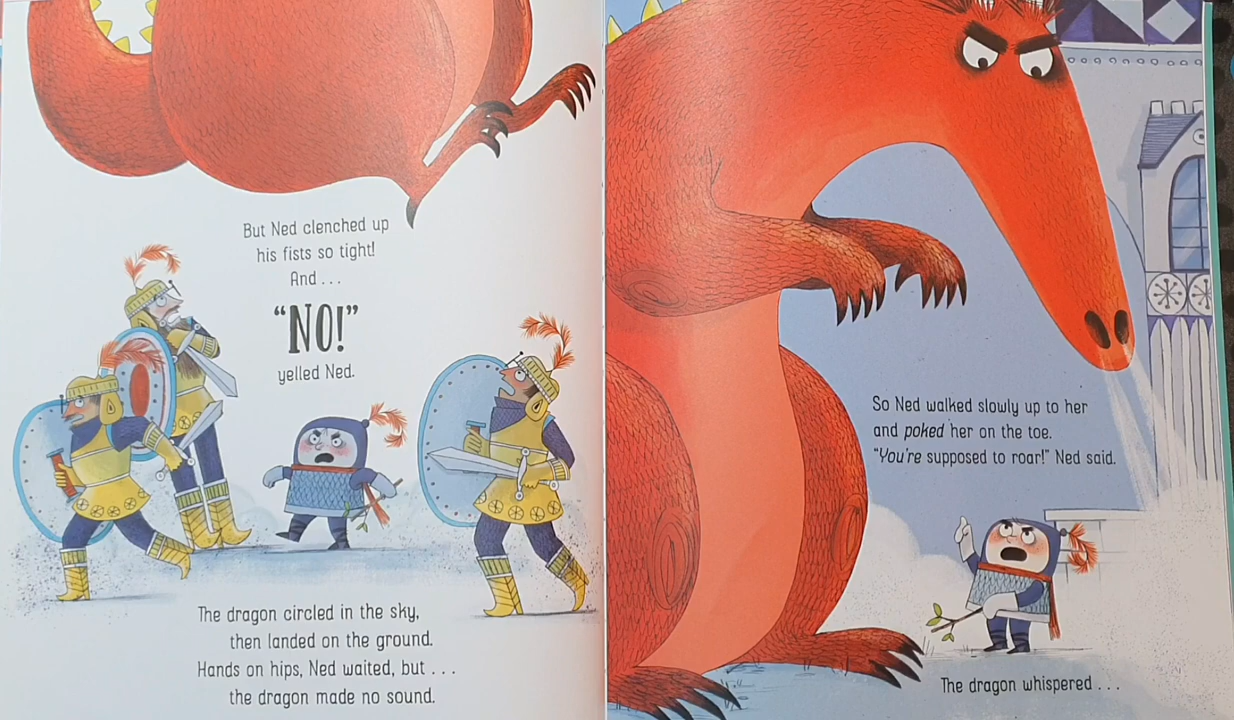 But Ned clenched up
his fists so tight!
And . . .
“NO!”
yelled Ned.
The dragon circled in the sky,
then landed on the ground.
Hands on hips, Ned waited, but . . .
the dragon made no sound.
So Ned walked slowly up to her
and poked her on the toe.
“You’re supposed to roar!” Ned said.
The dragon whispered . . .